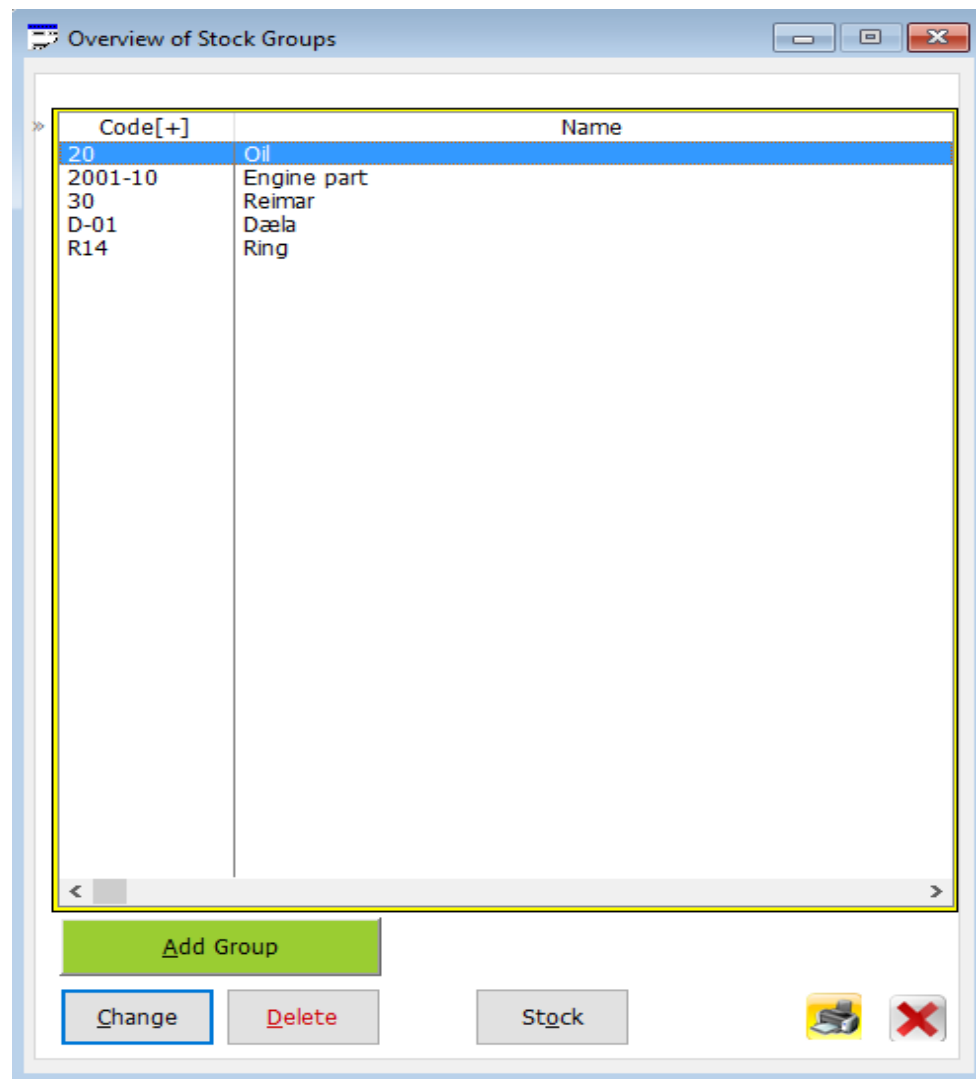 Overview of Stock Groups
» Code[+] Name
20 Oil
2001-10 Engine part
30 Reimar
D-01 Dæla
R14 Ring
Add Group
Change Delete Stock